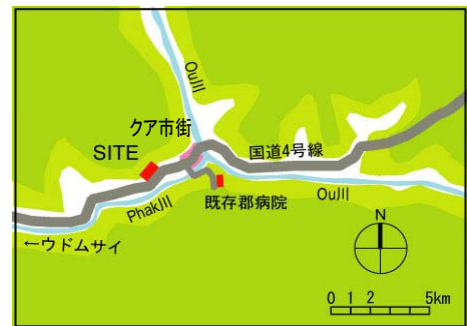 Ou川
クア市街
SITE
国道4号線
Ou川
Phak川
既存郡病院
←ウドムサイ
N
0 1 2 5km